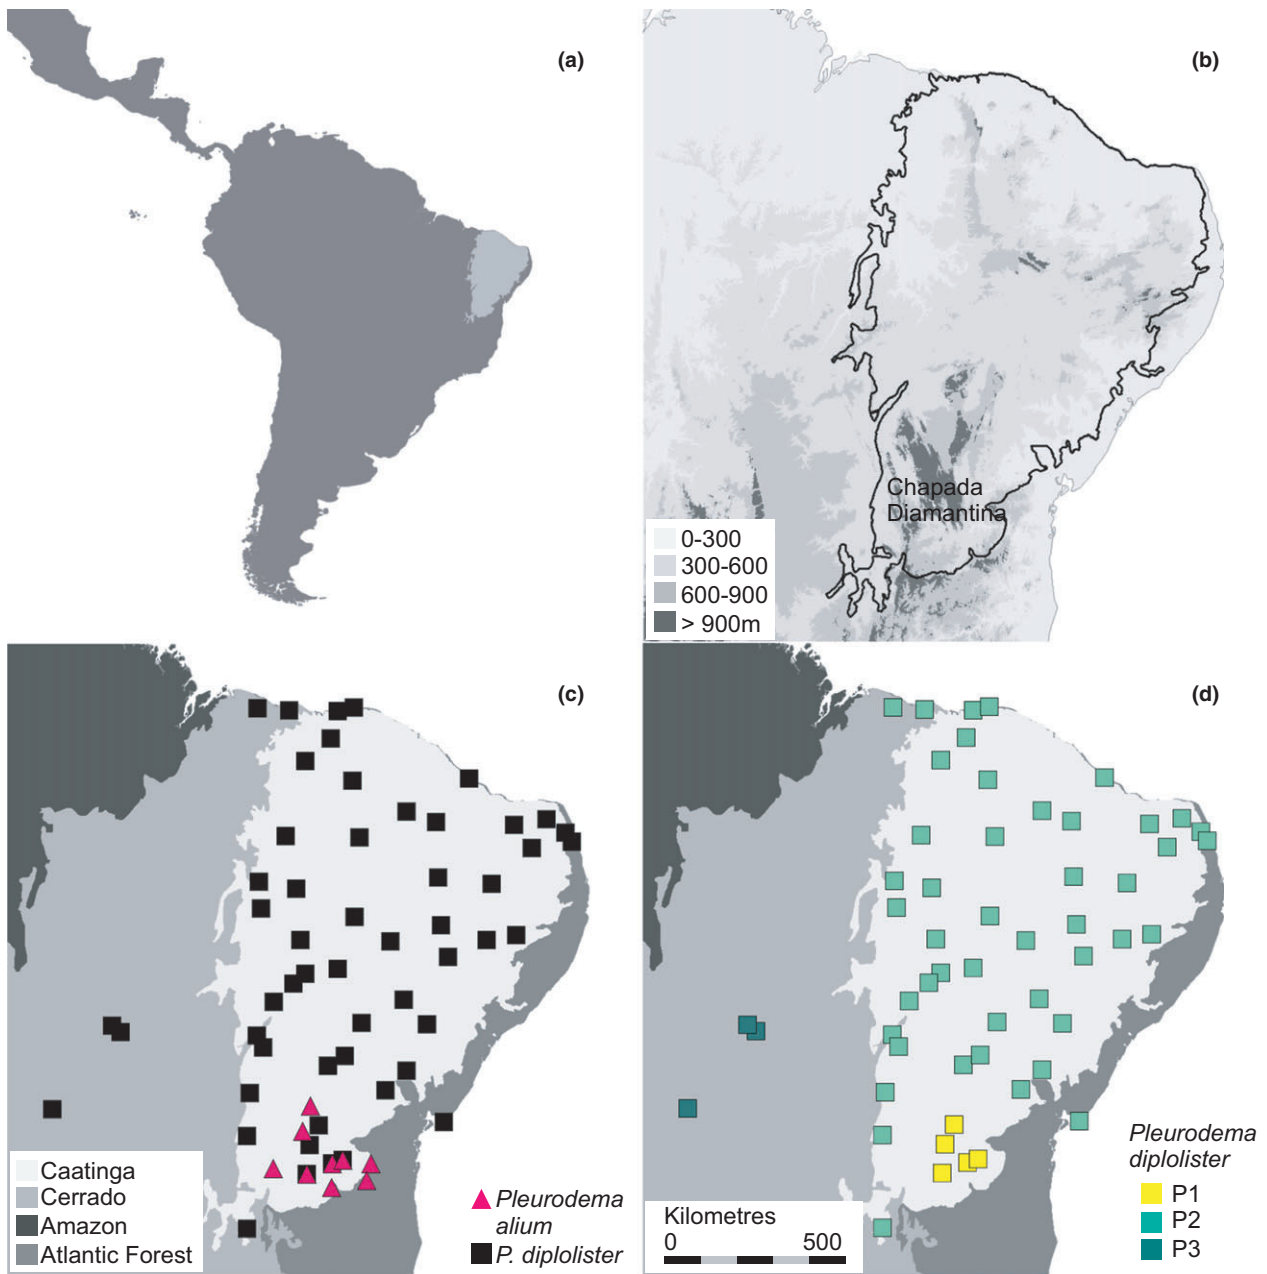 (a)
(b)
Chapada
Diamantina
0-300
300-600
600-900
> 900m
(c)
Caatinga
Cerrado
Amazon
Atlantic Forest
Pleurodema
alium
P. diplolister
(d)
Kilometres
0 500
Pleurodema
diplolister
P1
P2
P3